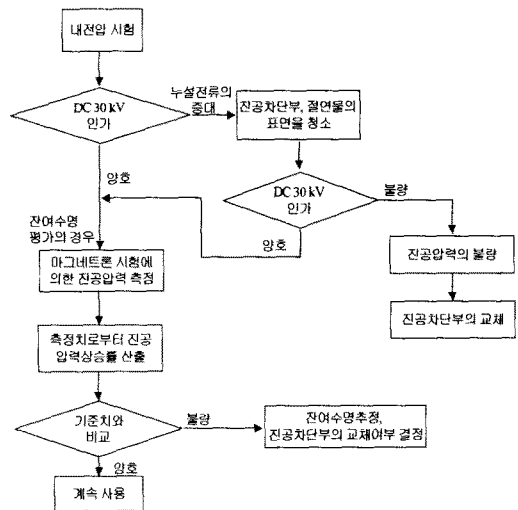 내전압 시험
DC 30 kV
인가
누설전류의
증대
진공차단부, 절연물의
표면을 청소
양호
DC 30 kV
인가
불량
양호
진공압력의 불량
진공차단부의 교체
잔여수명
평가의 경우
마그네트론 시험에
의한 진공압력 측정
측정치로부터 진공
압력상승률 산출
기준치와
비교
불량
잔여수명추정,
진공차단부의 교체여부 결정
양호
계속 사용